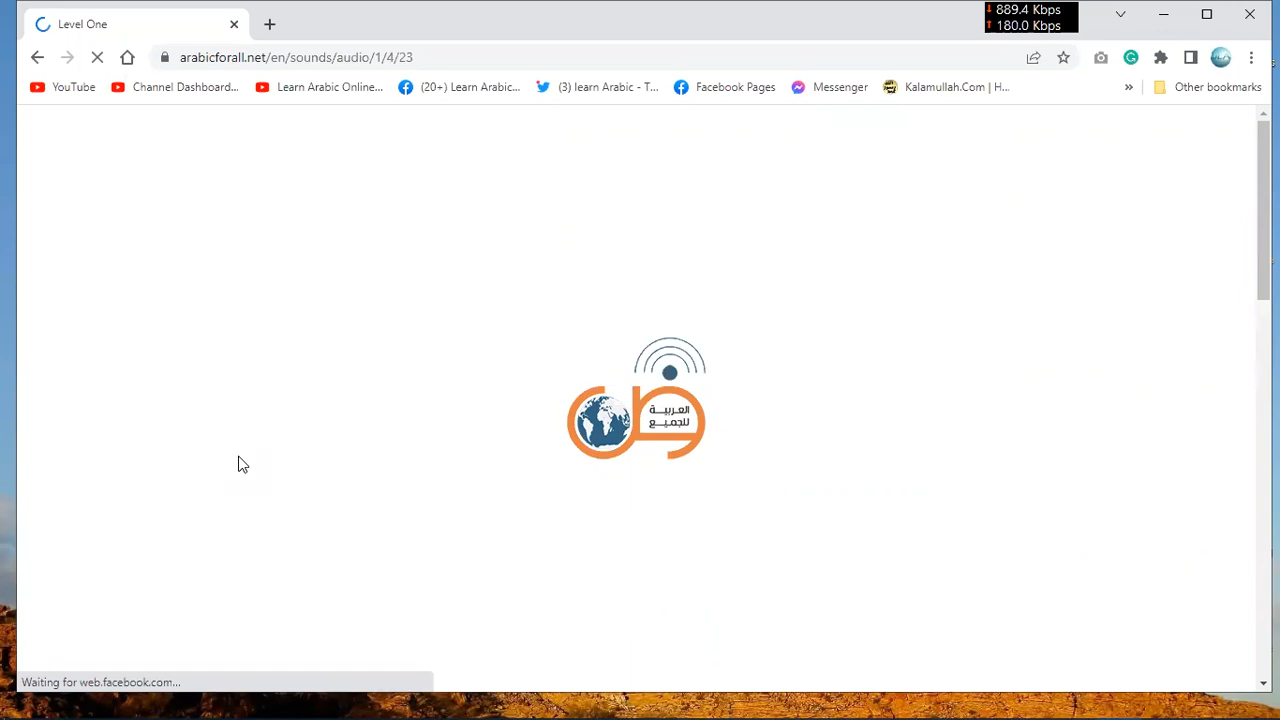 Level One
889.4 Kbps
180.0 Kbps
arabicforall.net/en/sounds/audio/1/4/23
YouTube
Channel Dashboard...
Learn Arabic Online...
(20+) Learn Arabic...
(3) learn Arabic - T...
Facebook Pages
Messenger
Kalamullah.Com | H...
»
Other bookmarks
العربية
للجميع
Waiting for web.facebook.com...